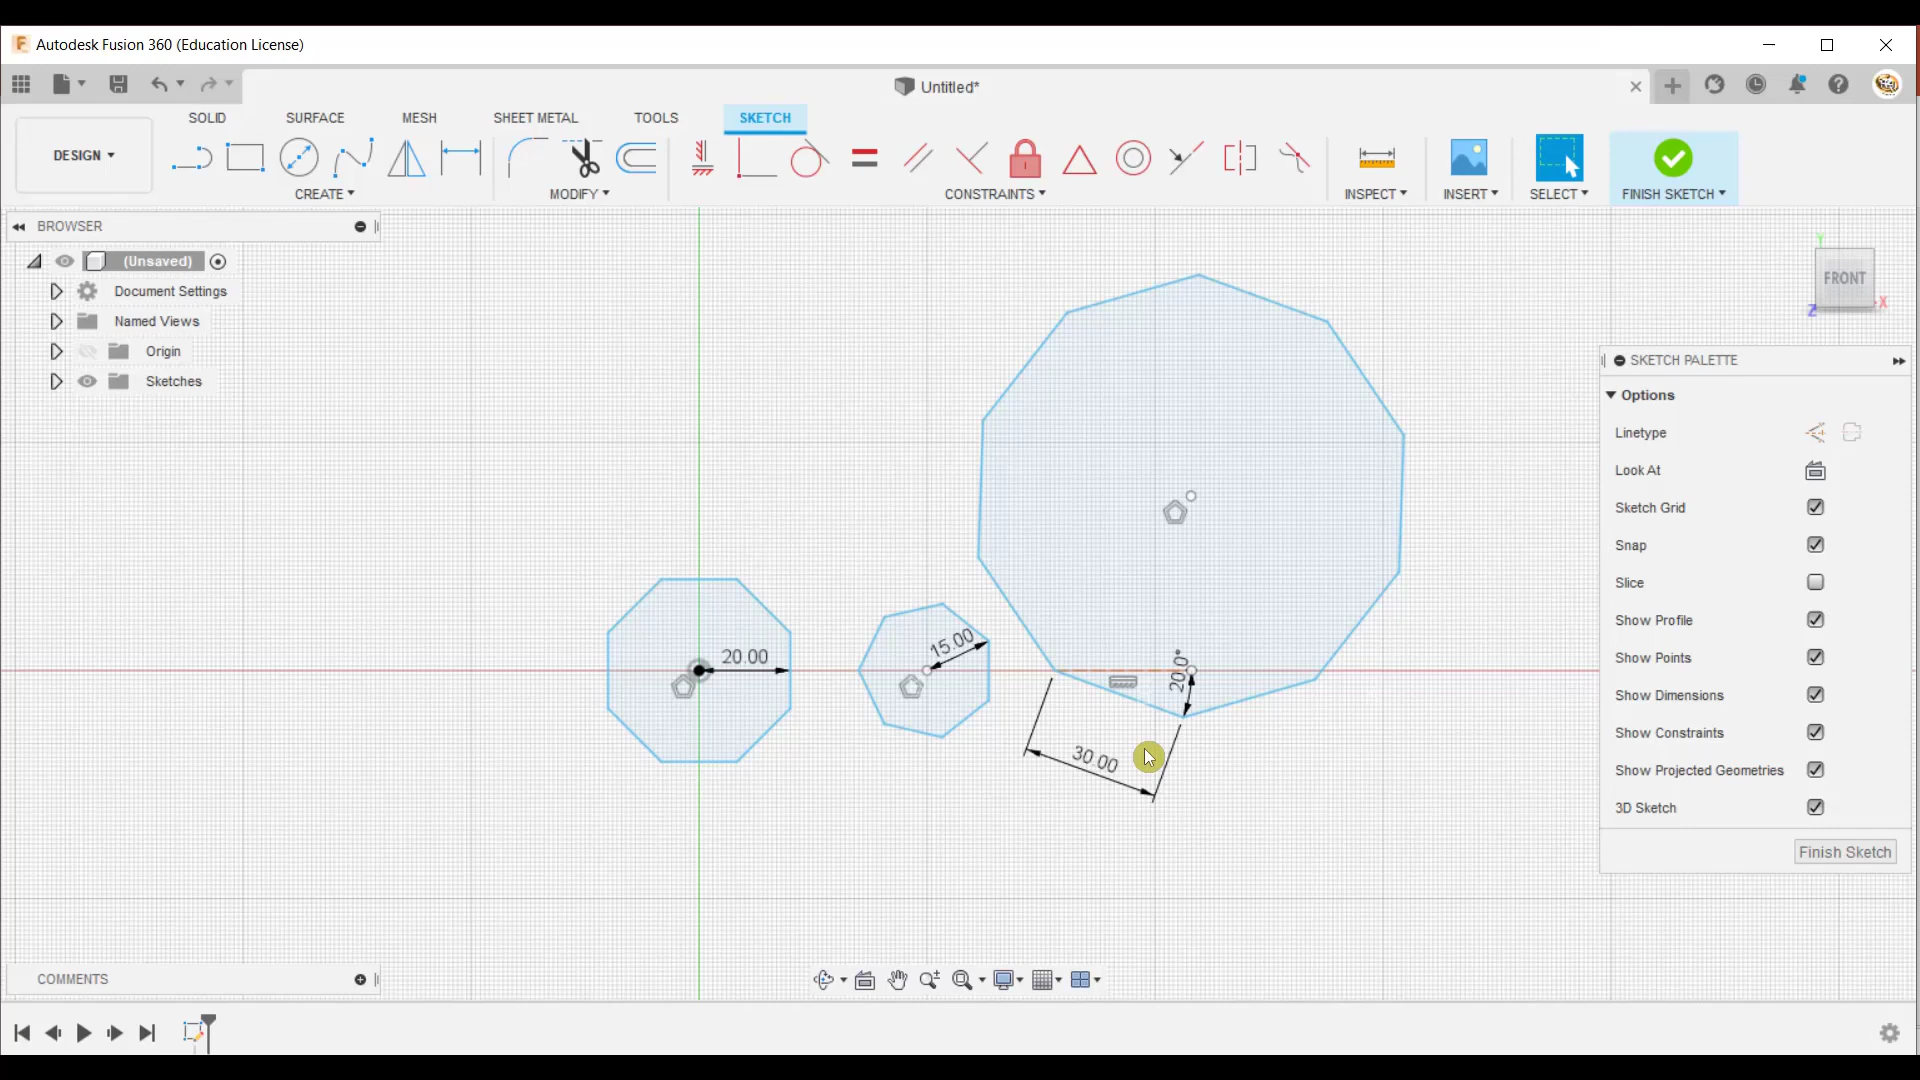 Autodesk Fusion 360 (Education License)
Untitled*
SOLID SURFACE MESH SHEET METAL TOOLS SKETCH
DESIGN
CREATE MODIFY CONSTRAINTS INSPECT INSERT SELECT FINISH SKETCH
BROWSER
(Unsaved)
Document Settings
Named Views
Origin
Sketches
Y
FRONT
X
Z
SKETCH PALETTE
Options
Linetype
Look At
Sketch Grid
Snap
Slice
Show Profile
Show Points
Show Dimensions
Show Constraints
Show Projected Geometries
3D Sketch
Finish Sketch
20.00
15.00
20.0°
30.00
COMMENTS